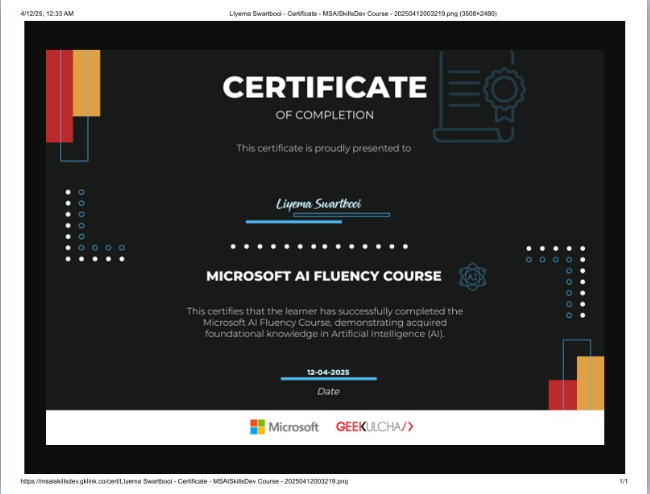 4/12/25, 12:33 AM
LIyema Swartbooi - Certificate - MSAISkillsDev Course - 20250412003219.png (3508×2480)
CERTIFICATE
OF COMPLETION
This certificate is proudly presented to
Liyema Swartbooi
MICROSOFT AI FLUENCY COURSE
AI
This certifies that the learner has successfully completed the
Microsoft AI Fluency Course, demonstrating acquired
foundational knowledge in Artificial Intelligence (AI).
12-04-2025
Date
Microsoft
GEEKULCHA/>
https://msaiskillsdev.gklink.co/cert/LIyema Swartbooi - Certificate - MSAISkillsDev Course - 20250412003219.png
1/1